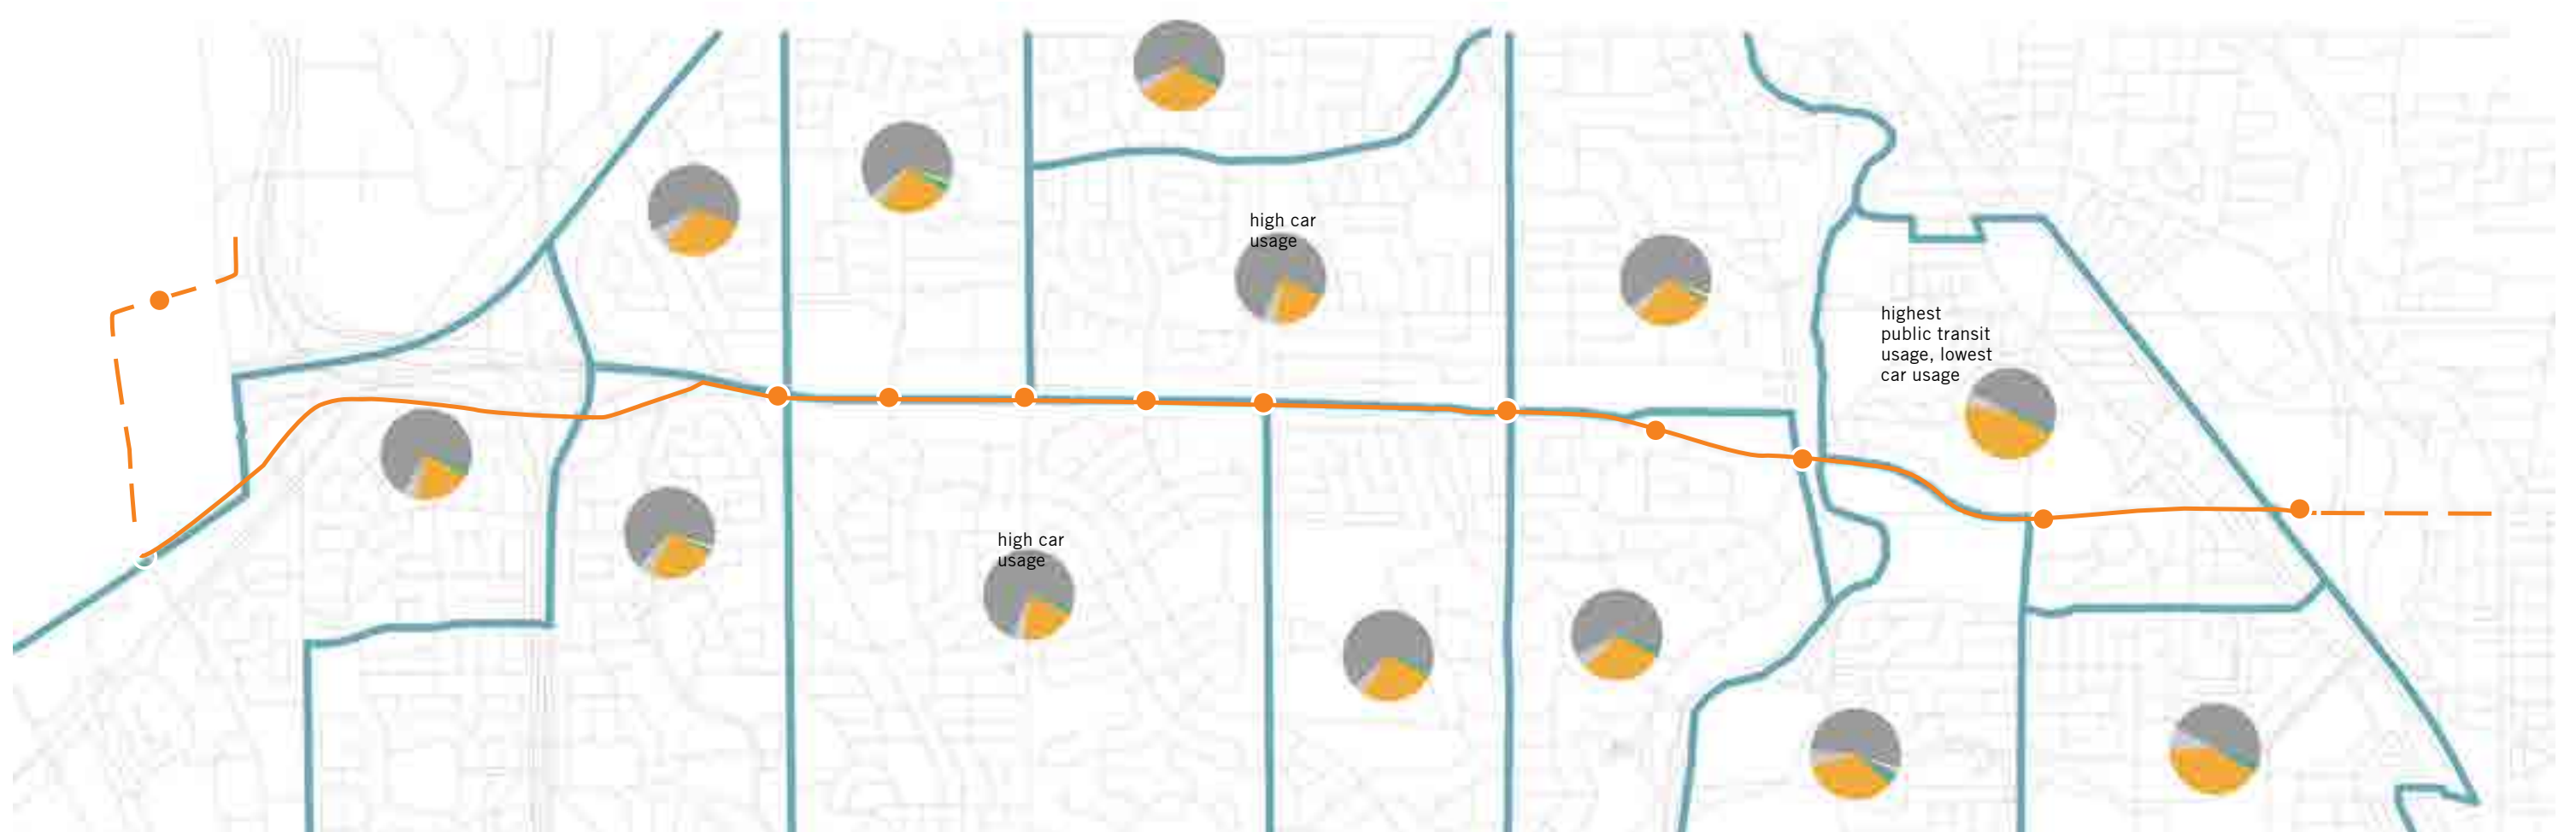 high car
usage
highest
public transit
usage, lowest
car usage
high car
usage